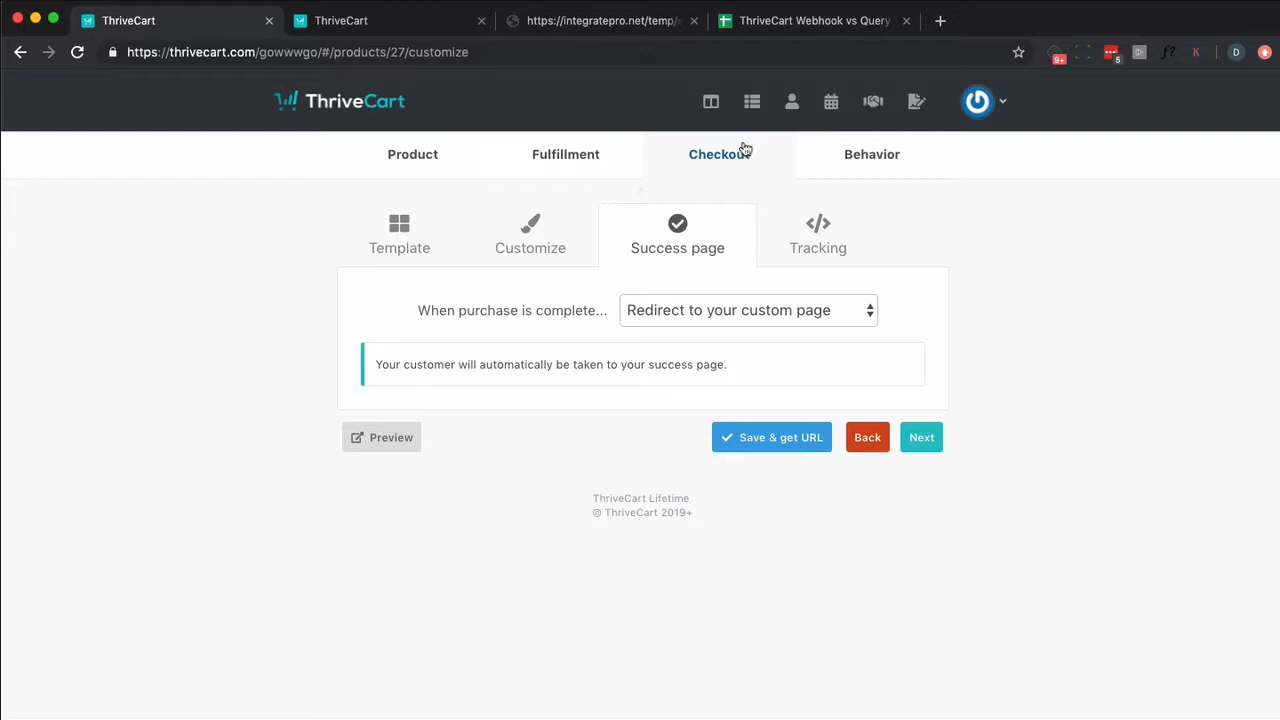 ThriveCart
ThriveCart
https://integratepro.net/temp/
ThriveCart Webhook vs Query
https://thrivecart.com/gowwwgo/#/products/27/customize
9+
5
f?
K
D
ThriveCart
Product
Fulfillment
Checkout
Behavior
Template
Customize
Success page
Tracking
When purchase is complete...
Redirect to your custom page
Your customer will automatically be taken to your success page.
Preview
Save & get URL
Back
Next
ThriveCart Lifetime
© ThriveCart 2019+